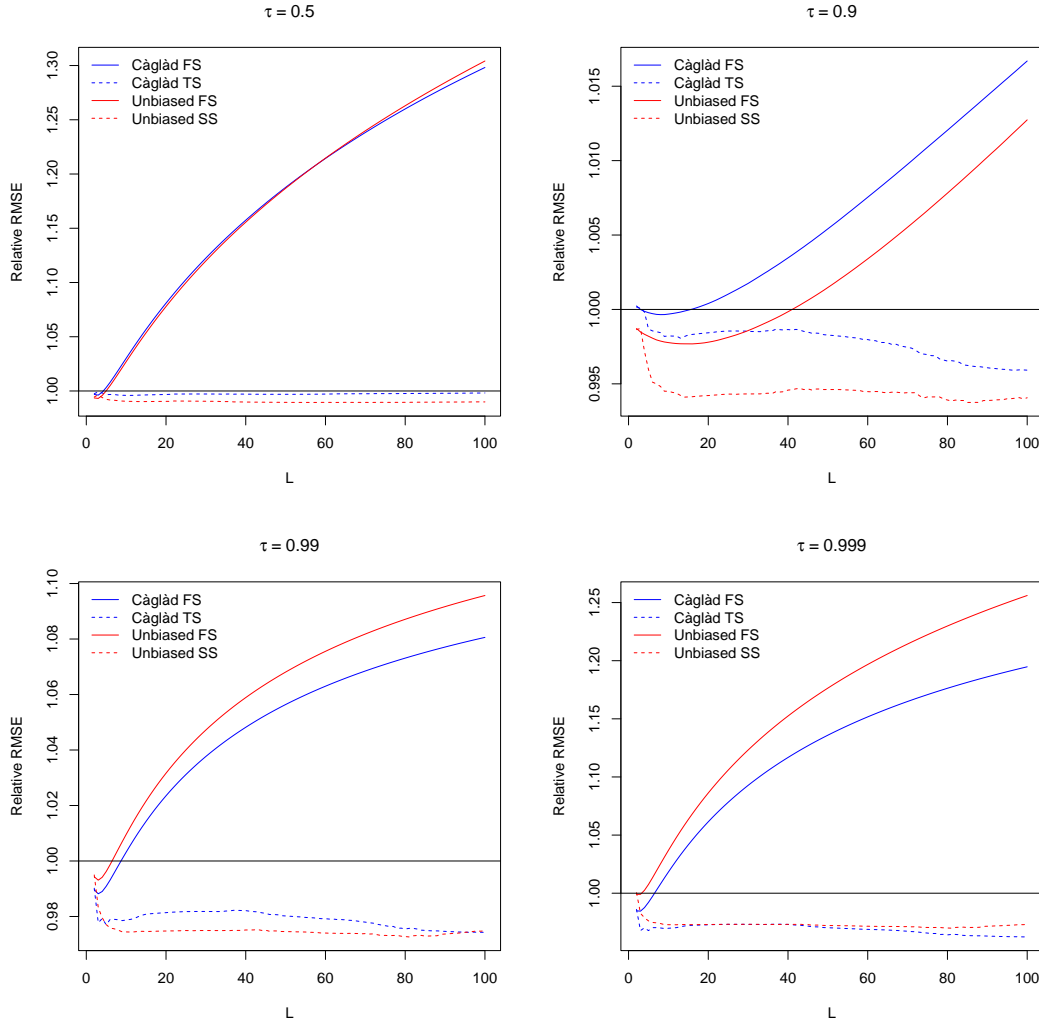 τ = 0.5
Càglàd FS
Càglàd TS
Unbiased FS
Unbiased SS
1.30
1.25
1.20
1.15
1.10
1.05
1.00
Relative RMSE
0
20
40
60
80
100
L
τ = 0.9
Càglàd FS
Càglàd TS
Unbiased FS
Unbiased SS
1.015
1.010
1.005
1.000
0.995
Relative RMSE
0
20
40
60
80
100
L
τ = 0.99
Càglàd FS
Càglàd TS
Unbiased FS
Unbiased SS
1.10
1.08
1.06
1.04
1.02
1.00
0.98
Relative RMSE
0
20
40
60
80
100
L
τ = 0.999
Càglàd FS
Càglàd TS
Unbiased FS
Unbiased SS
1.25
1.20
1.15
1.10
1.05
1.00
Relative RMSE
0
20
40
60
80
100
L